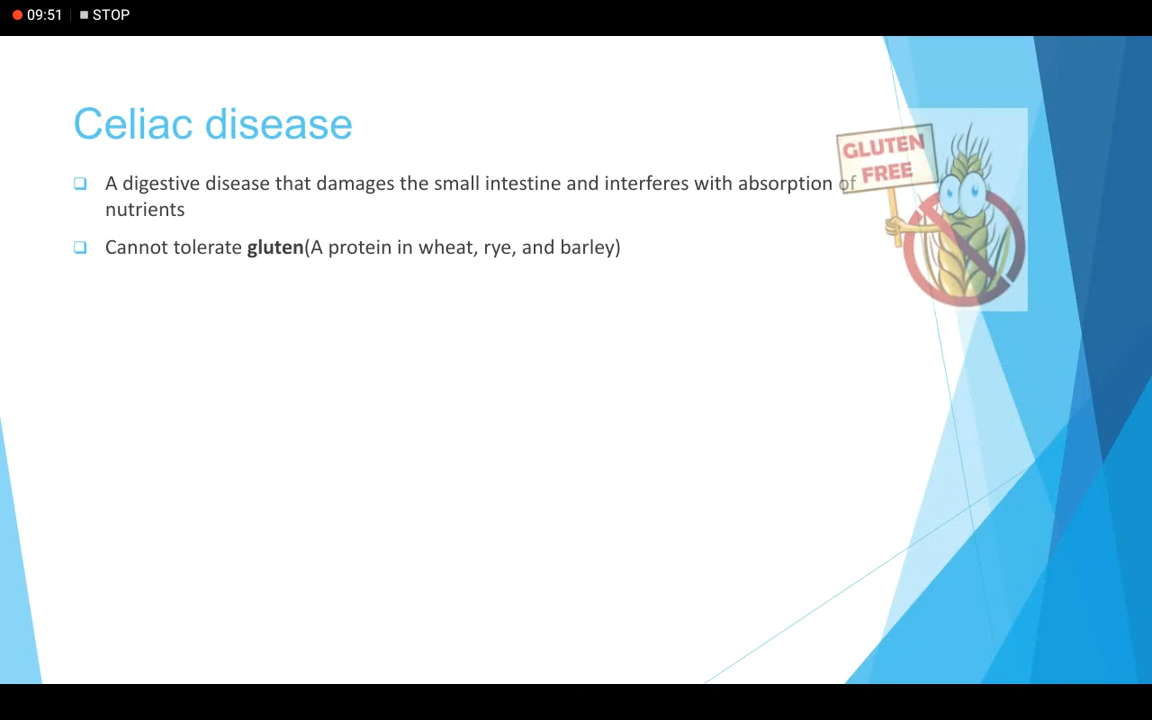 09:51 STOP
Celiac disease
A digestive disease that damages the small intestine and interferes with absorption of
nutrients
Cannot tolerate gluten(A protein in wheat, rye, and barley)
GLUTEN
FREE